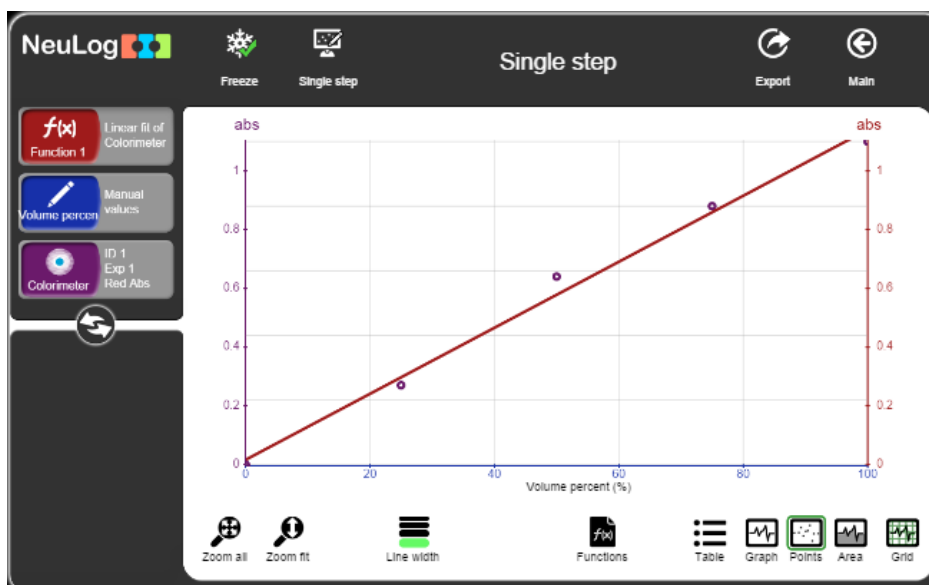 NeuLog
Freeze
Single step
Single step
Export
Main
f(x)
Function 1
Linear fit of
Colorimeter
Volume percen
Manual
values
Colorimeter
ID 1
Exp 1
Red Abs
abs
abs
1
1
0.8
0.8
0.6
0.6
0.4
0.4
0.2
0.2
0
0
0
20
40
60
80
100
Volume percent (%)
Zoom all
Zoom fit
Line width
f(x)
Functions
Table
Graph
Points
Area
Grid